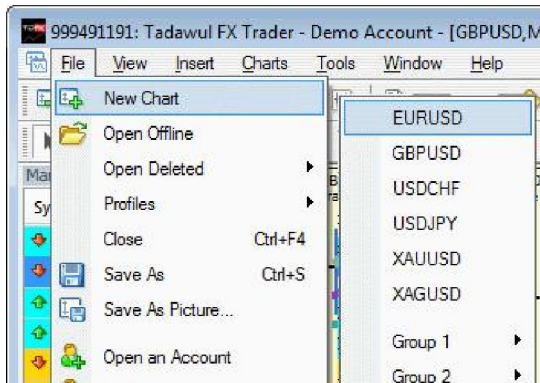 999491191: Tadawul FX Trader - Demo Account - [GBPUSD,M
File View Insert Charts Tools Window Help
New Chart
Open Offline
Open Deleted
Profiles
Close Ctrl+F4
Save As Ctrl+S
Save As Picture...
Open an Account
EURUSD
GBPUSD
USDCHF
USDJPY
XAUUSD
XAGUSD
Group 1
Group 2
Mar
Sy